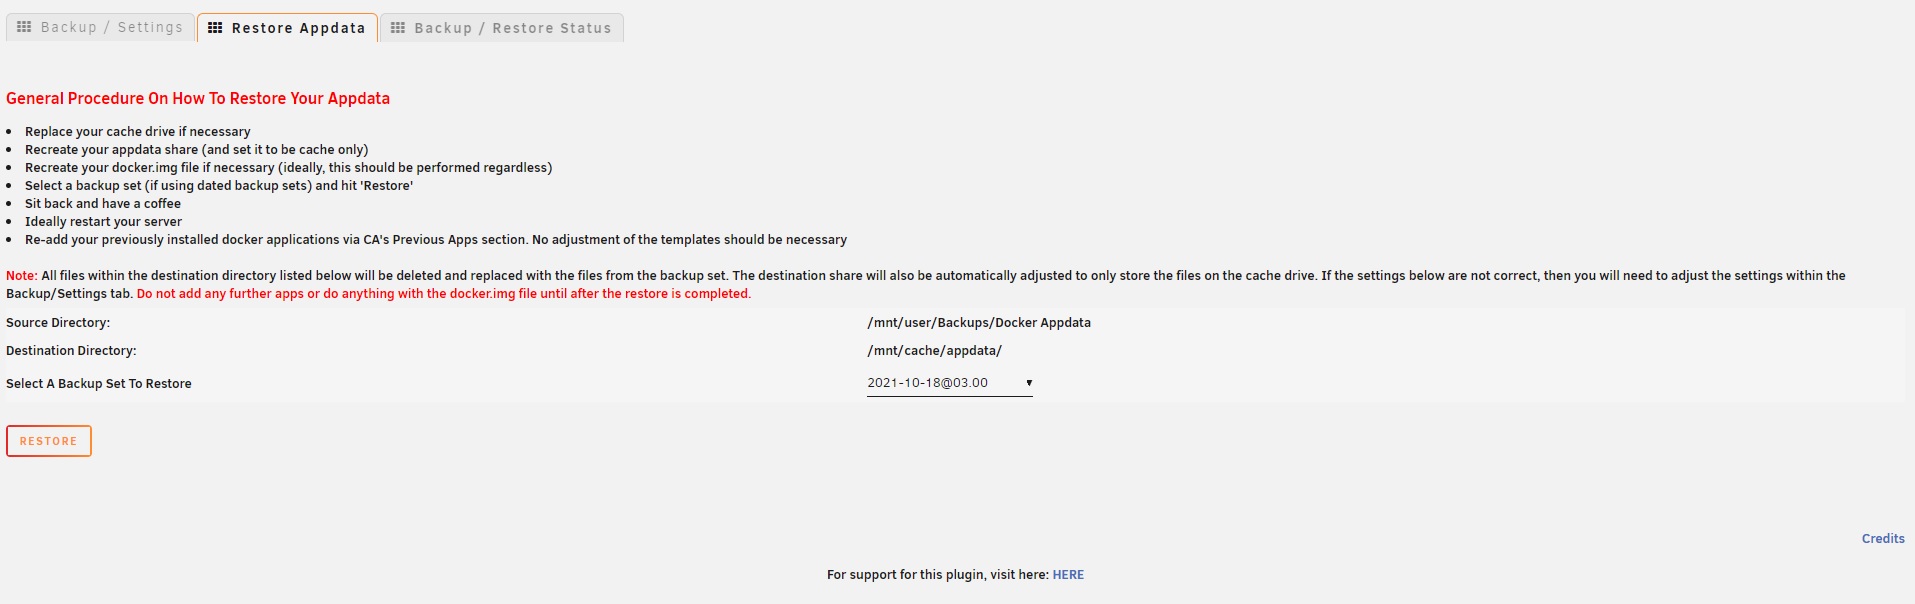 Backup / Settings
Restore Appdata
Backup / Restore Status
General Procedure On How To Restore Your Appdata
Replace your cache drive if necessary
Recreate your appdata share (and set it to be cache only)
Recreate your docker.img file if necessary (ideally, this should be performed regardless)
Select a backup set (if using dated backup sets) and hit 'Restore'
Sit back and have a coffee
Ideally restart your server
Re-add your previously installed docker applications via CA's Previous Apps section. No adjustment of the templates should be necessary
Note: All files within the destination directory listed below will be deleted and replaced with the files from the backup set. The destination share will also be automatically adjusted to only store the files on the cache drive. If the settings below are not correct, then you will need to adjust the settings within the
Backup/Settings tab. Do not add any further apps or do anything with the docker.img file until after the restore is completed.
Source Directory: /mnt/user/Backups/Docker Appdata
Destination Directory: /mnt/cache/appdata/
Select A Backup Set To Restore 2021-10-18@03.00
RESTORE
Credits
For support for this plugin, visit here: HERE